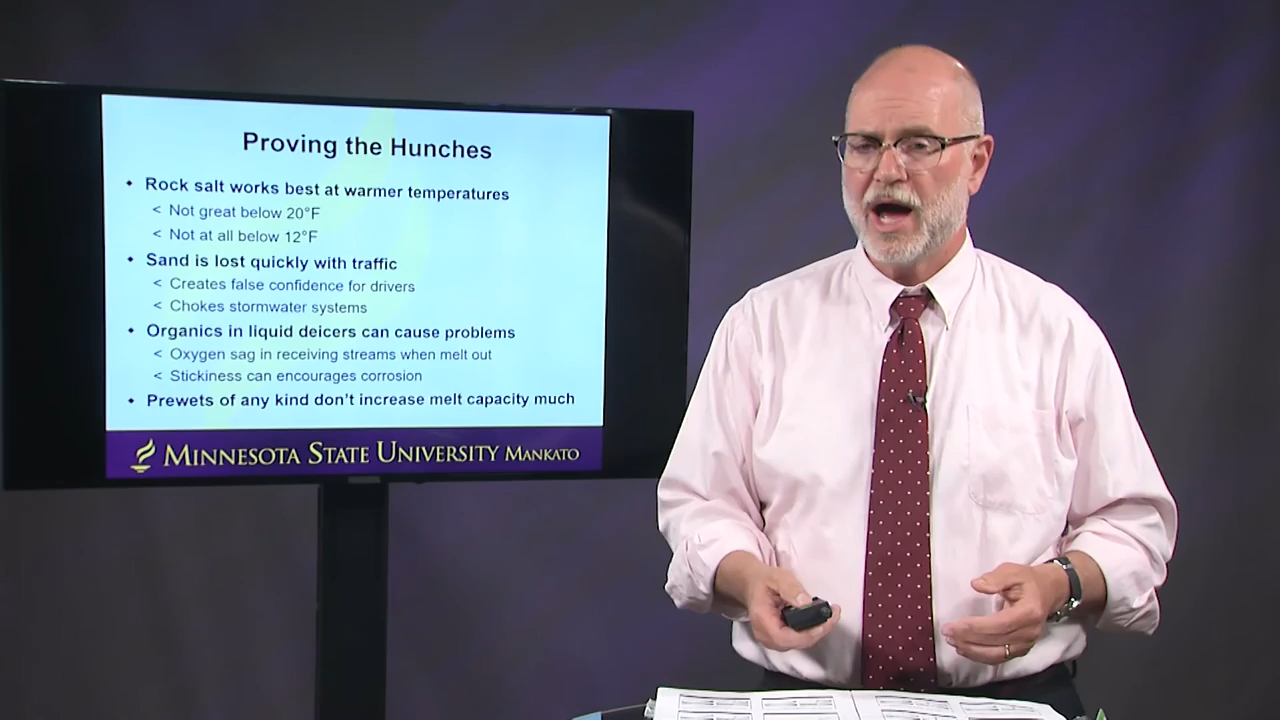 Proving the Hunches
• Rock salt works best at warmer temperatures
< Not great below 20°F
< Not at all below 12°F
• Sand is lost quickly with traffic
< Creates false confidence for drivers
< Chokes stormwater systems
• Organics in liquid deicers can cause problems
< Oxygen sag in receiving streams when melt out
< Stickiness can encourages corrosion
• Prewets of any kind don't increase melt capacity much
MINNESOTA STATE UNIVERSITY MANKATO